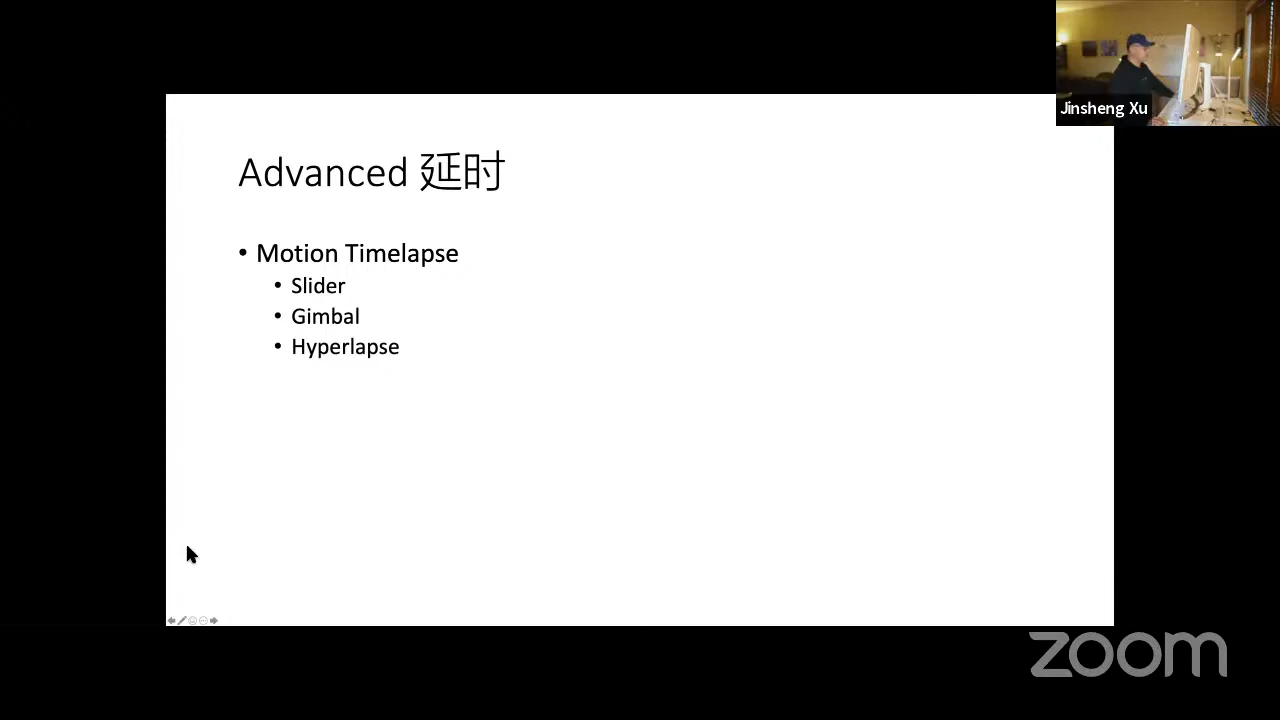 Jinsheng Xu
Advanced 延时
• Motion Timelapse
• Slider
• Gimbal
• Hyperlapse
zoom